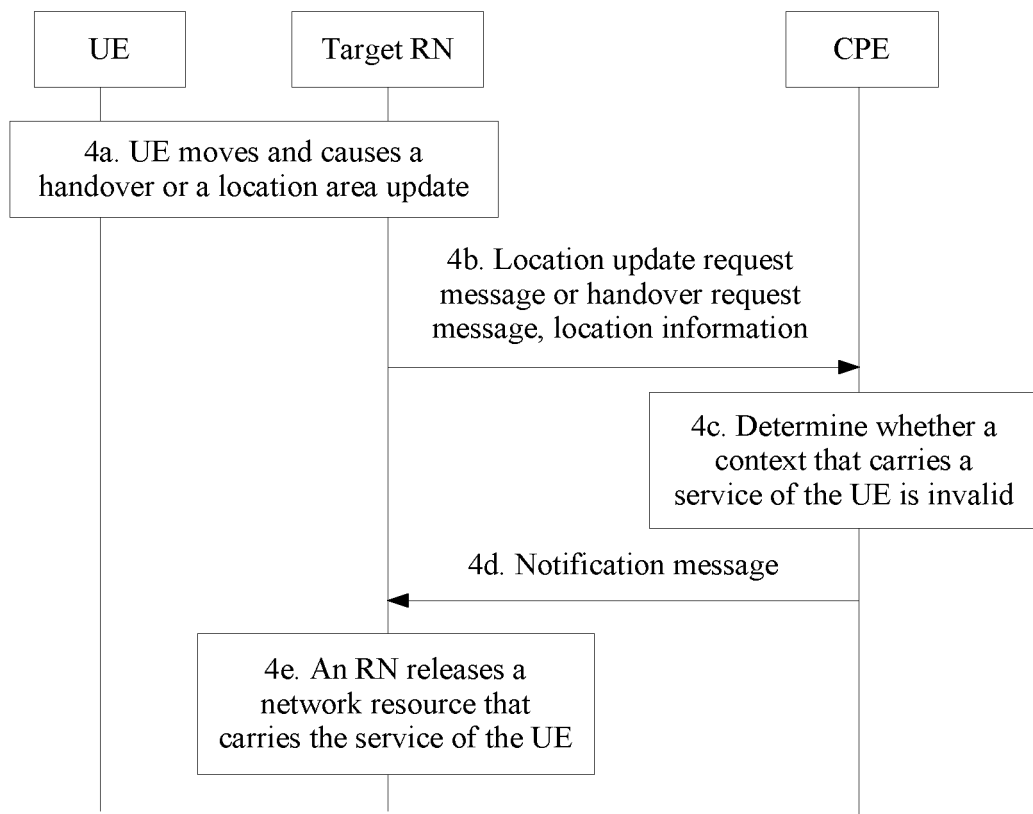 UE
Target RN
CPE
4a. UE moves and causes a
handover or a location area update
4b. Location update request
message or handover request
message, location information
4c. Determine whether a
context that carries a
service of the UE is invalid
4d. Notification message
4e. An RN releases a
network resource that
carries the service of the UE